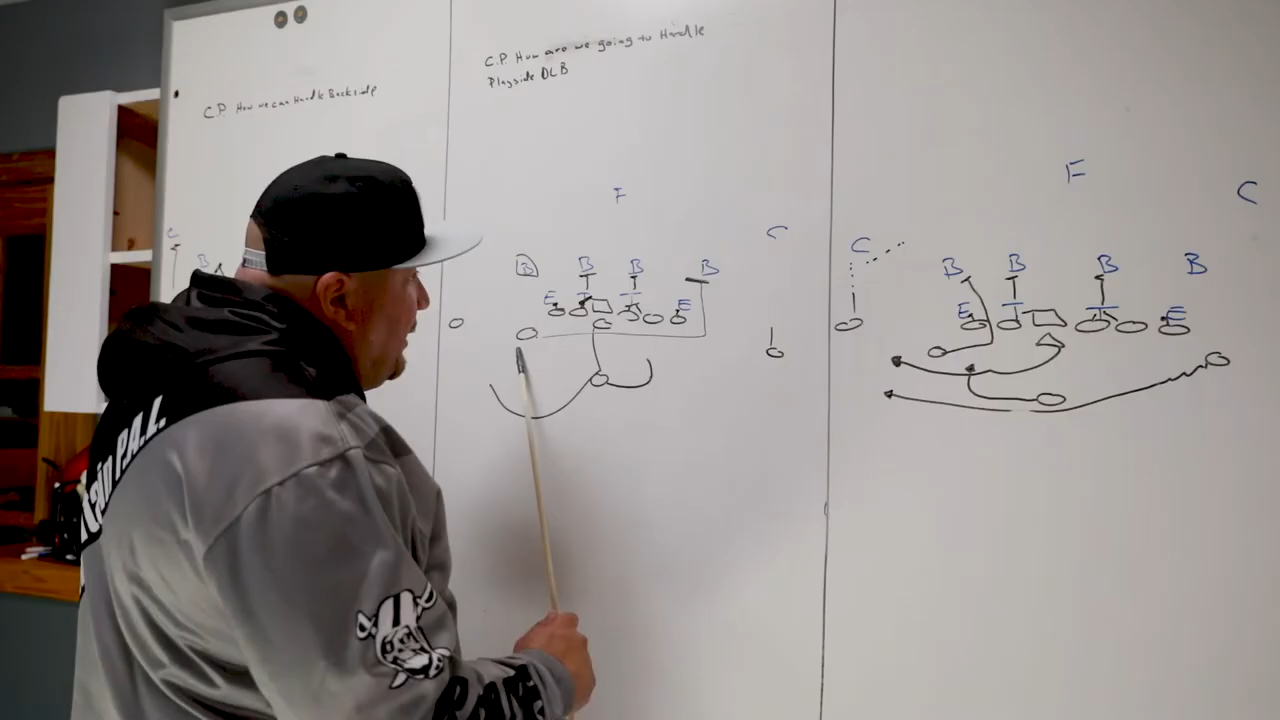 C.P. How we can Handle Backside
C.P. How are we going to Handle
Playside OLB
F
C
B B B B
E E
F
C
C
B B B B
E E
C
B
P.A.L.